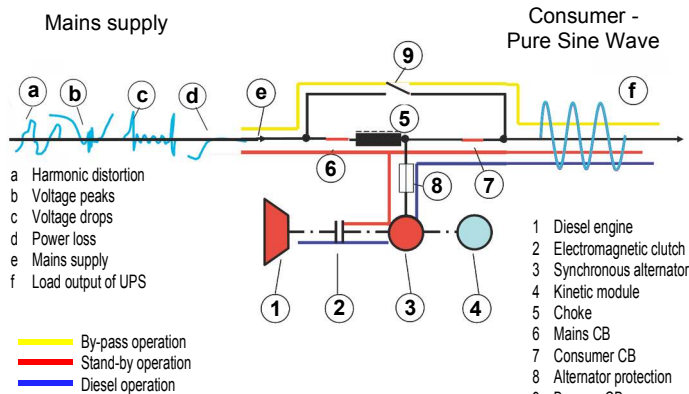 Mains supply
Consumer -
Pure Sine Wave
a
b
c
d
e
9
f
5
6
7
8
1
2
3
4
a Harmonic distortion
b Voltage peaks
c Voltage drops
d Power loss
e Mains supply
f Load output of UPS
By-pass operation
Stand-by operation
Diesel operation
1 Diesel engine
2 Electromagnetic clutch
3 Synchronous alternator
4 Kinetic module
5 Choke
6 Mains CB
7 Consumer CB
8 Alternator protection